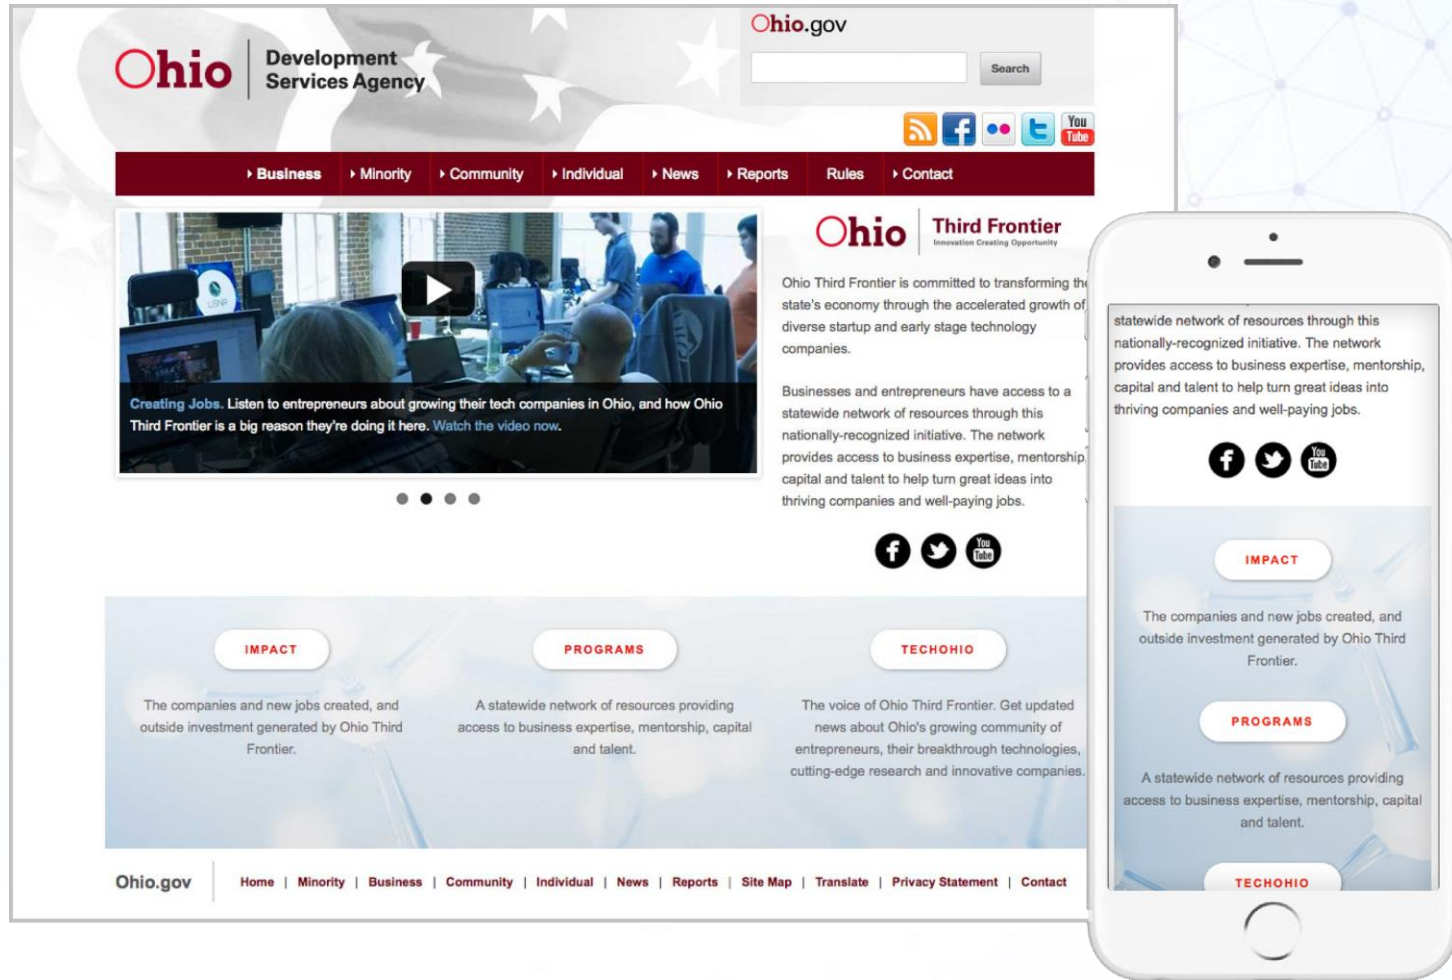 Ohio.gov
Ohio
Development
Services Agency
Search
You
Tube
Business
Minority
Community
Individual
News
Reports
Rules
Contact
USNR
Creating Jobs. Listen to entrepreneurs about growing their tech companies in Ohio, and how Ohio
Third Frontier is a big reason they're doing it here. Watch the video now.
Ohio
Third Frontier
Innovation Creating Opportunity
Ohio Third Frontier is committed to transforming the
state's economy through the accelerated growth of
diverse startup and early stage technology
companies.
Businesses and entrepreneurs have access to a
statewide network of resources through this
nationally-recognized initiative. The network
provides access to business expertise, mentorship,
capital and talent to help turn great ideas into
thriving companies and well-paying jobs.
You
Tube
IMPACT
The companies and new jobs created, and
outside investment generated by Ohio Third
Frontier.
PROGRAMS
A statewide network of resources providing
access to business expertise, mentorship, capital
and talent.
TECHOHIO
The voice of Ohio Third Frontier. Get updated
news about Ohio's growing community of
entrepreneurs, their breakthrough technologies,
cutting-edge research and innovative companies.
Ohio.gov
Home | Minority | Business | Community | Individual | News | Reports | Site Map | Translate | Privacy Statement | Contact
statewide network of resources through this
nationally-recognized initiative. The network
provides access to business expertise, mentorship,
capital and talent to help turn great ideas into
thriving companies and well-paying jobs.
You
Tube
IMPACT
The companies and new jobs created, and
outside investment generated by Ohio Third
Frontier.
PROGRAMS
A statewide network of resources providing
access to business expertise, mentorship, capital
and talent.
TECHOHIO